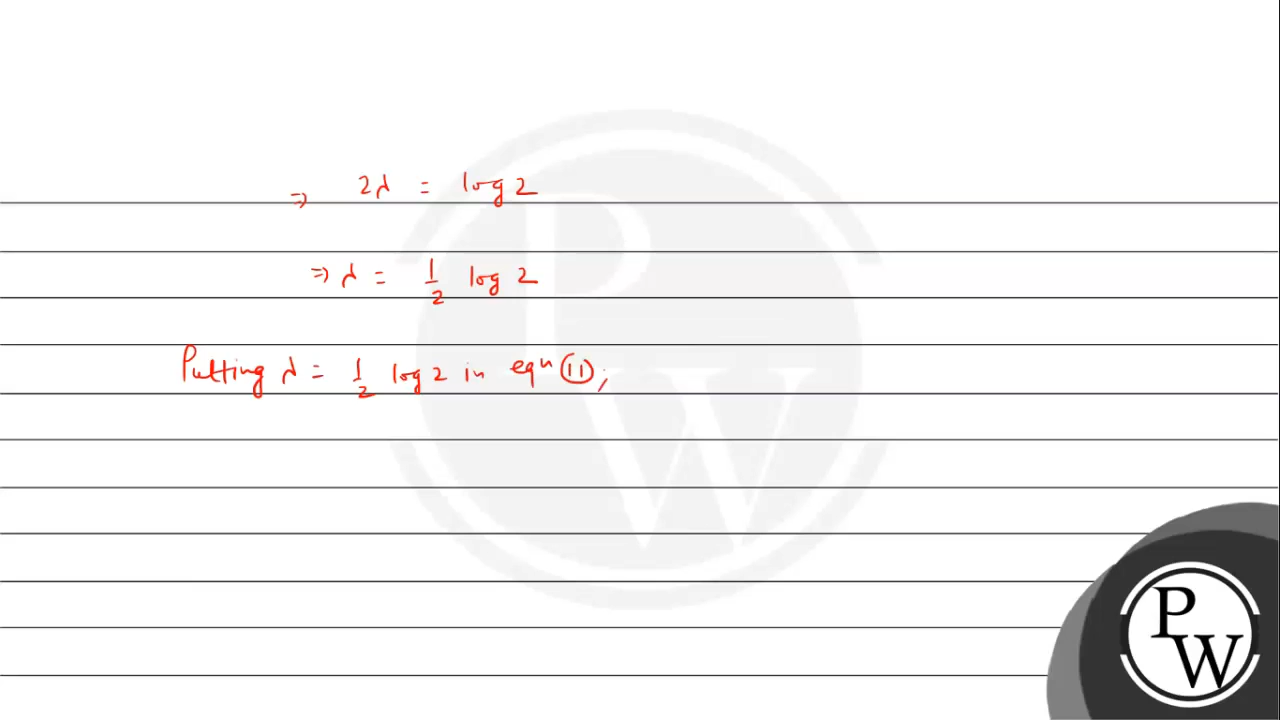 ⇒ 2λ = log 2
⇒ λ = 1/2 log 2
Putting λ = 1/2 log 2 in eqn (11);
P
W
P
W